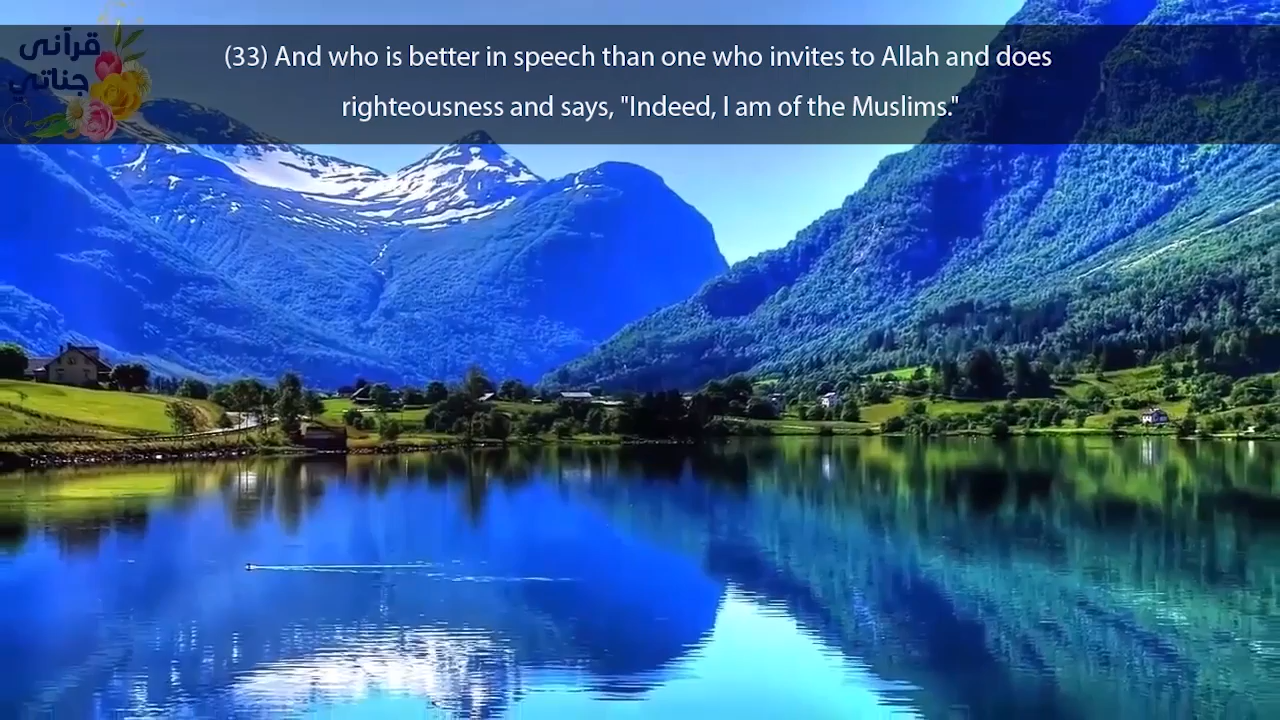 قرآني
جناتي
(33) And who is better in speech than one who invites to Allah and does
righteousness and says, "Indeed, I am of the Muslims."